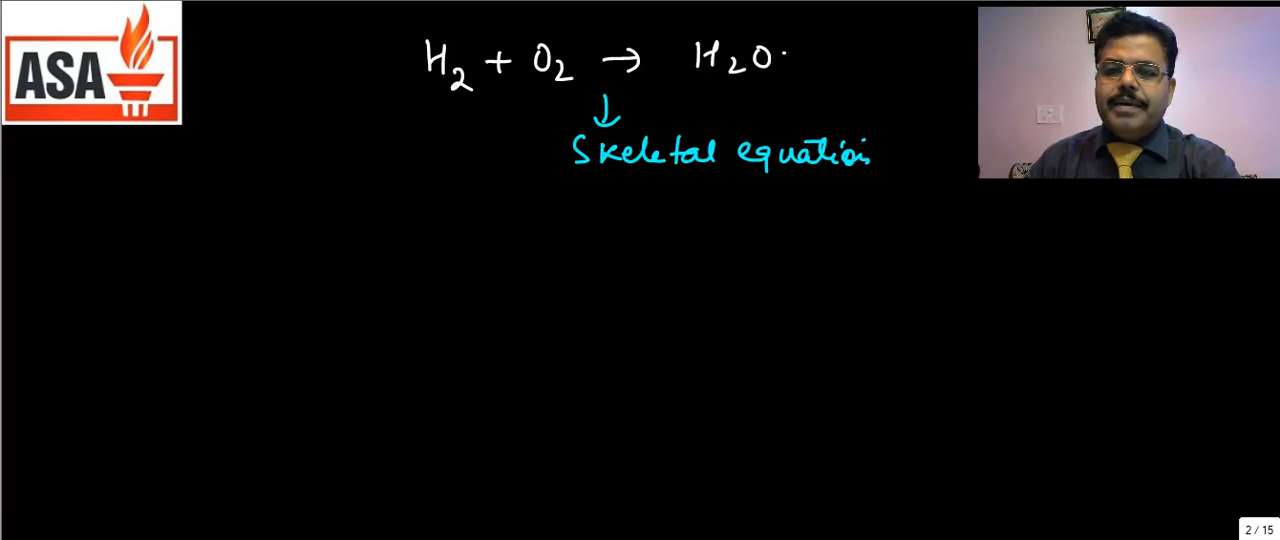 ASA
H₂ + O₂ → H₂O.
↓
Skeletal equation
2 / 15